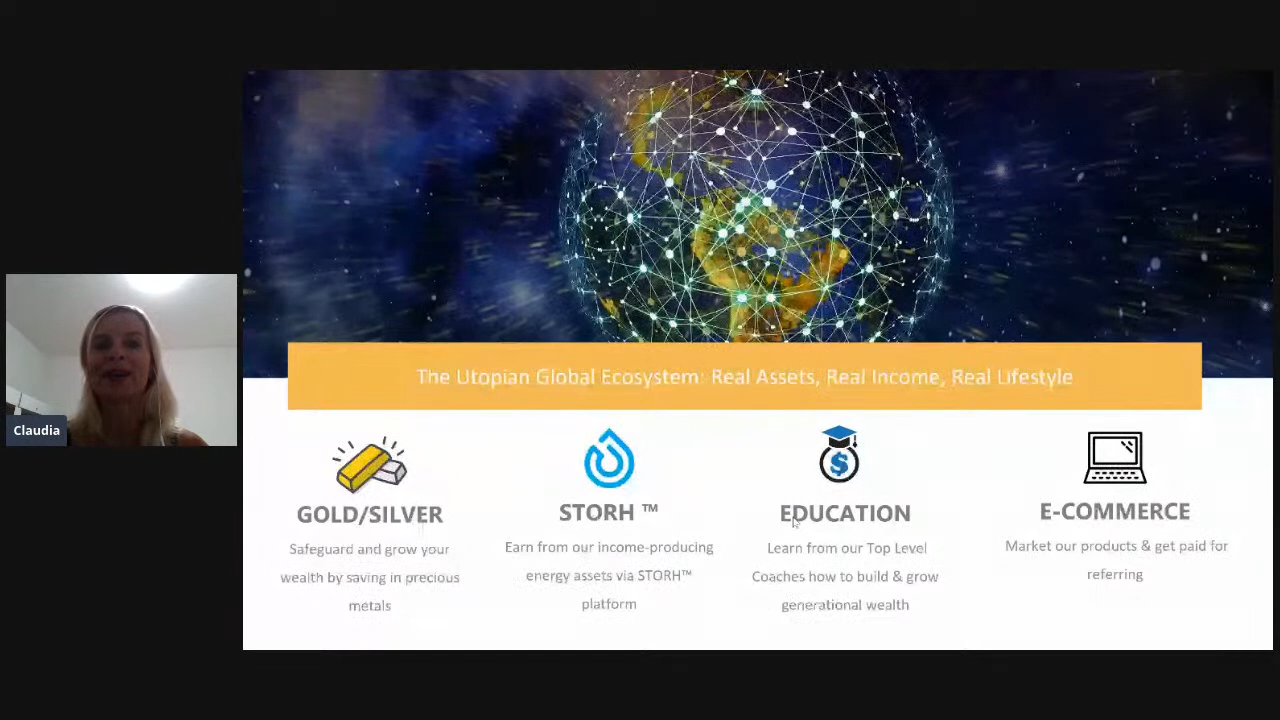 The Utopian Global Ecosystem: Real Assets, Real Income, Real Lifestyle
Claudia
GOLD/SILVER
Safeguard and grow your
wealth by saving in precious
metals
STORH ™
Earn from our income-producing
energy assets via STORH™
platform
EDUCATION
Learn from our Top Level
Coaches how to build & grow
generational wealth
E-COMMERCE
Market our products & get paid for
referring